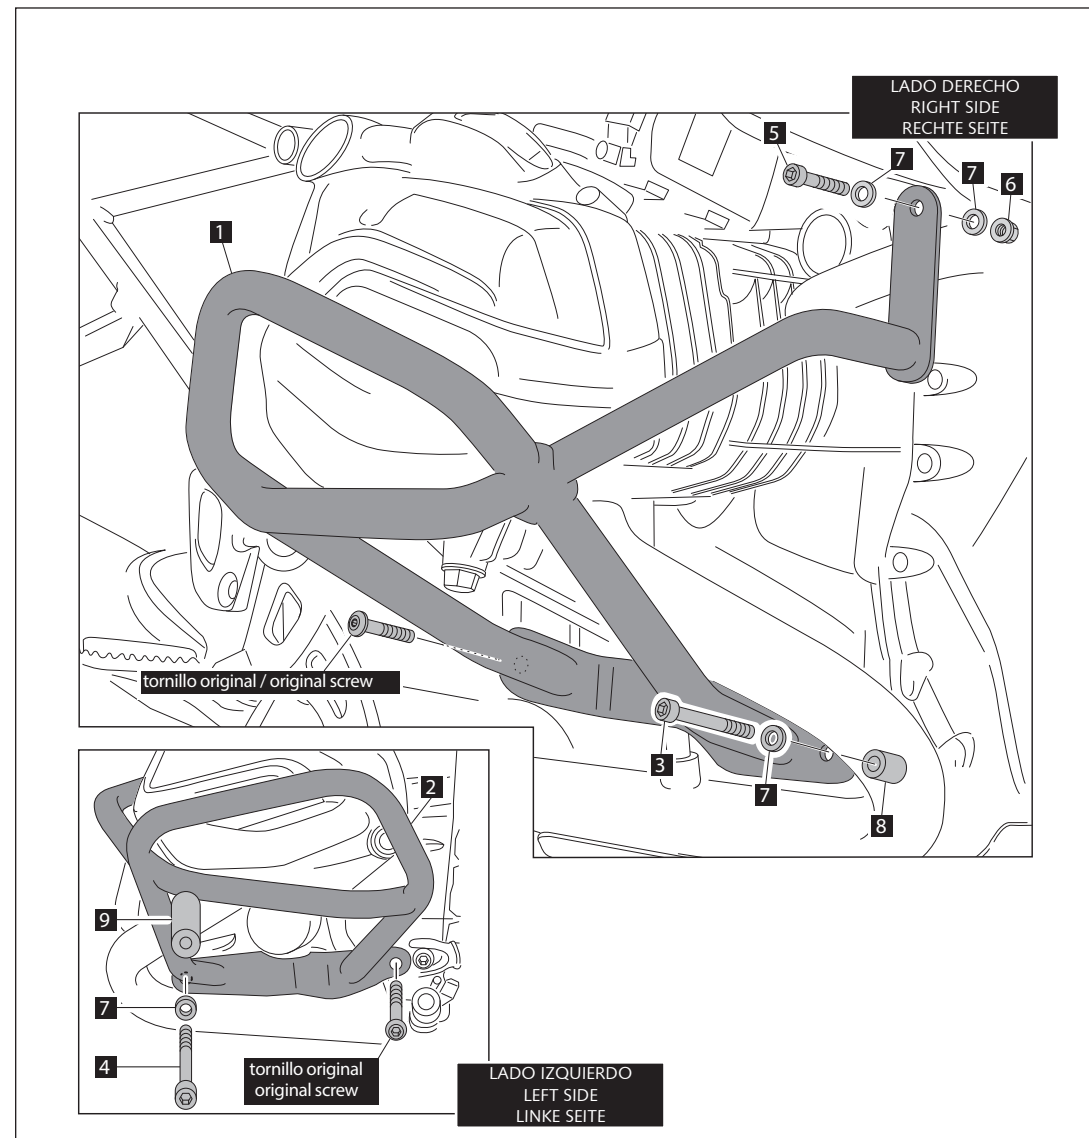 LADO DERECHO
RIGHT SIDE
RECHTE SEITE
5
7
7
6
1
tornillo original / original screw
3
7
8
2
9
7
4
tornillo original
original screw
LADO IZQUIERDO
LEFT SIDE
LINKE SEITE